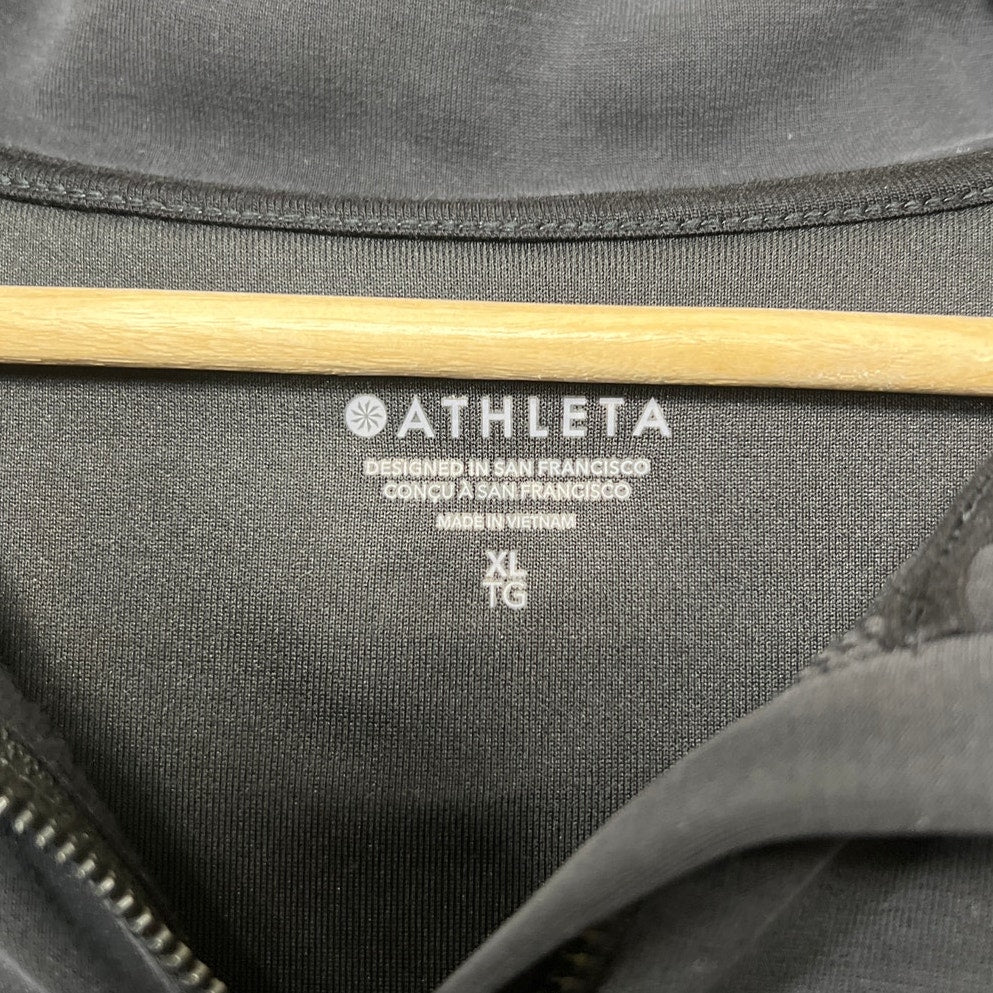 ATHLETA
DESIGNED IN SAN FRANCISCO
CONÇU À SAN FRANCISCO
MADE IN VIETNAM
XL
TG